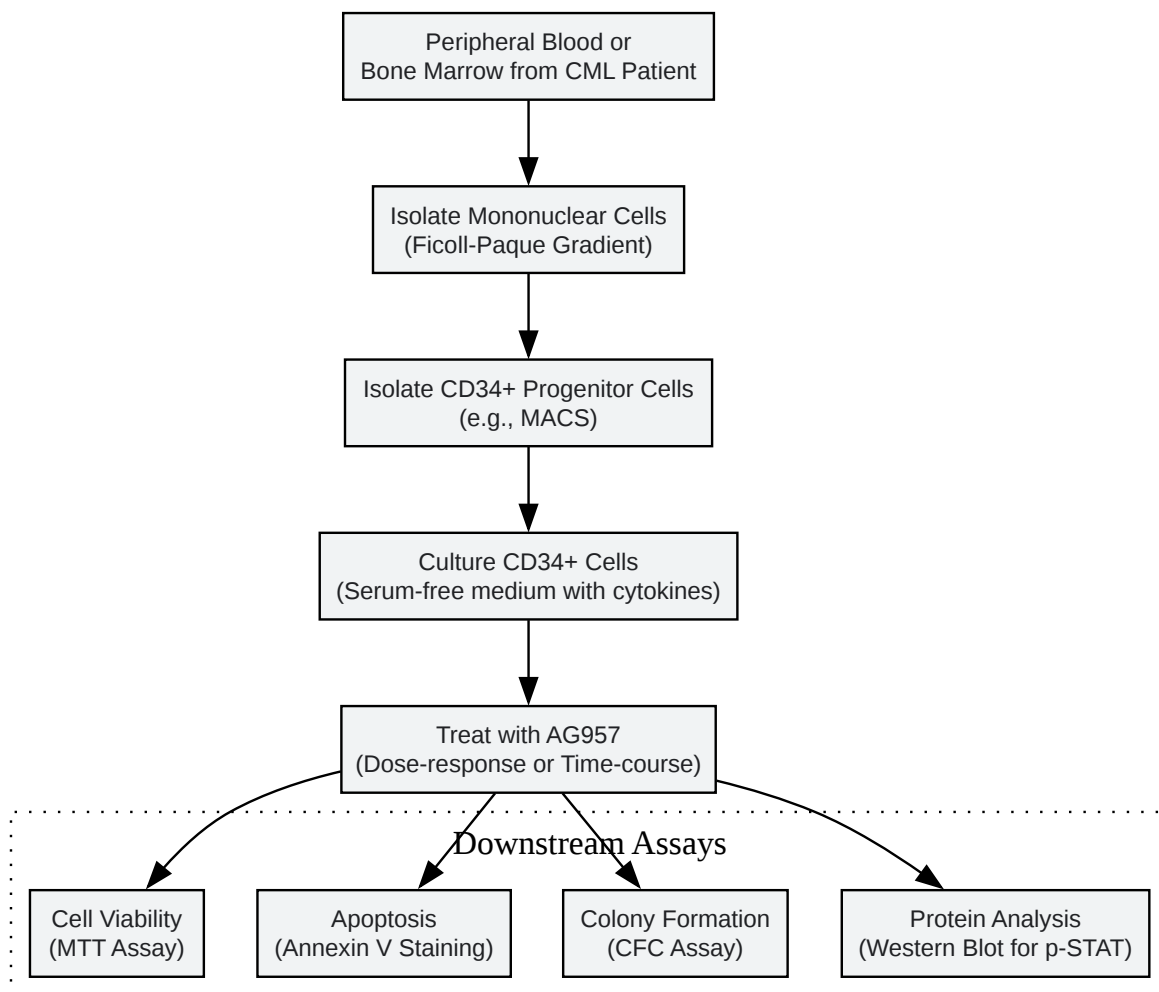 Peripheral Blood or
Bone Marrow from CML Patient
Isolate Mononuclear Cells
(Ficoll-Paque Gradient)
Isolate CD34+ Progenitor Cells
(e.g., MACS)
Culture CD34+ Cells
(Serum-free medium with cytokines)
Treat with AG957
(Dose-response or Time-course)
Downstream Assays
Cell Viability
(MTT Assay)
Apoptosis
(Annexin V Staining)
Colony Formation
(CFC Assay)
Protein Analysis
(Western Blot for p-STAT)